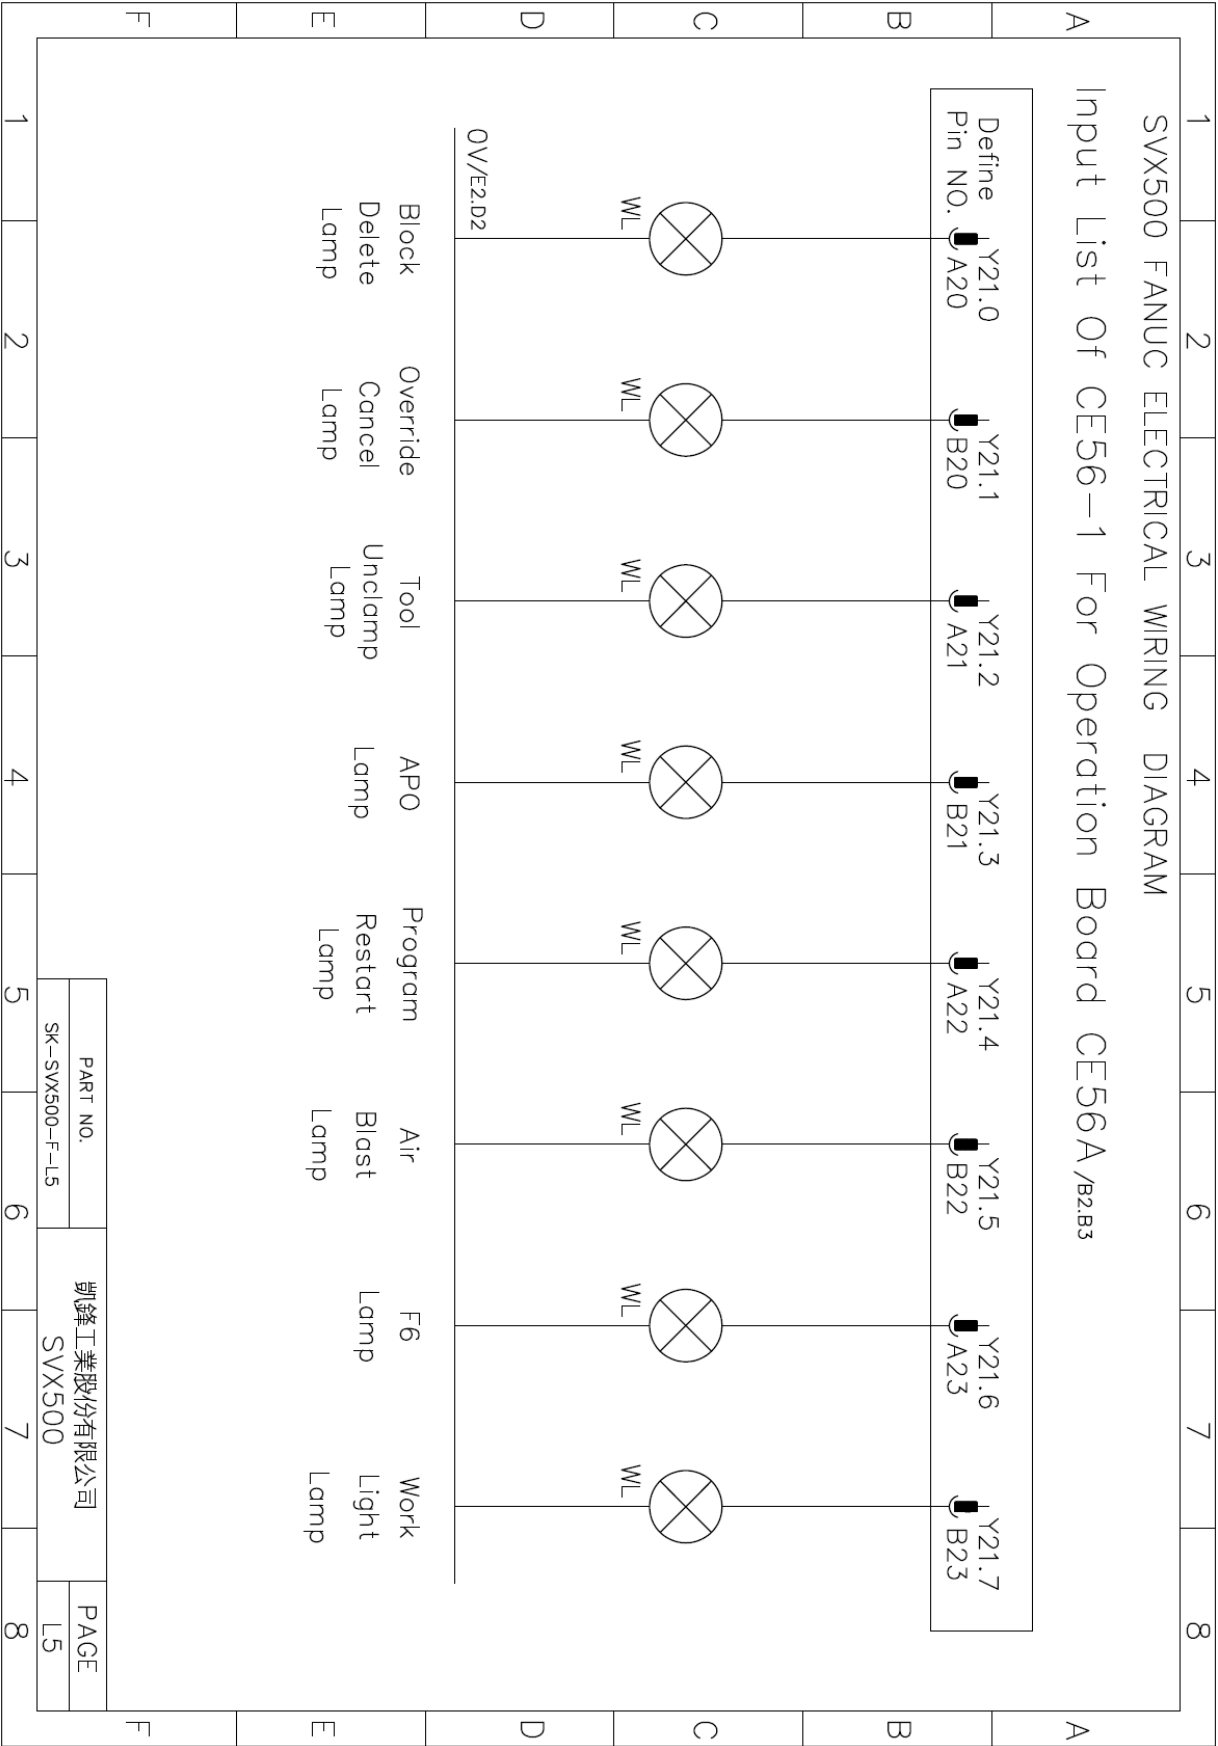 1 2 3 4 5 6 7 8
A
SVX500 FANUC ELECTRICAL WIRING DIAGRAM
Input List Of CE56-1 For Operation Board CE56A /B2.B3
A
B
Define Y21.0 Y21.1 Y21.2 Y21.3 Y21.4 Y21.5 Y21.6 Y21.7
Pin NO. A20 B20 A21 B21 A22 B22 A23 B23
B
C
WL WL WL WL WL WL WL WL
C
D
0V/E2.D2
D
E
Block
Delete
Lamp
Override
Cancel
Lamp
Tool
Unclamp
Lamp
APO
Lamp
Program
Restart
Lamp
Air
Blast
Lamp
F6
Lamp
Work
Light
Lamp
E
F
F
PART NO.
SK-SVX500-F-L5
凱鋒工業股份有限公司
SVX500
PAGE
L5
1 2 3 4 5 6 7 8